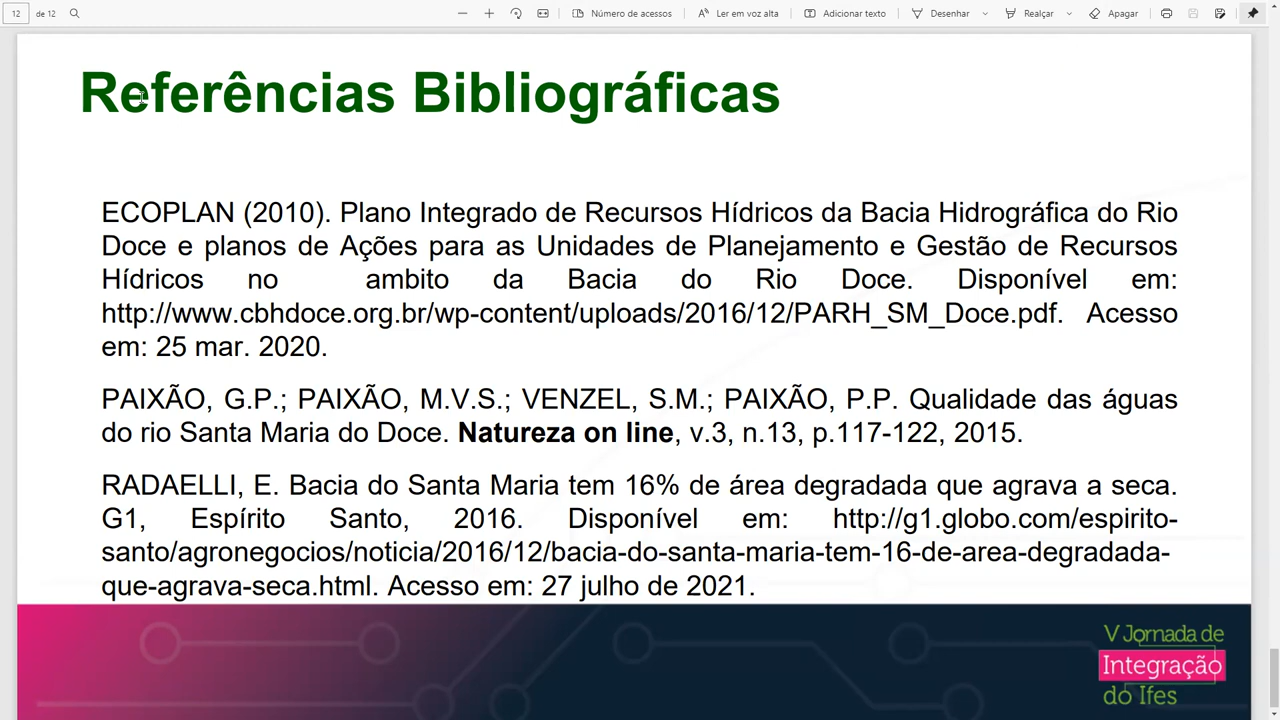 12 de 12 Número de acessos Ler em voz alta Adicionar texto Desenhar Realçar Apagar
Referências Bibliográficas
ECOPLAN (2010). Plano Integrado de Recursos Hídricos da Bacia Hidrográfica do Rio
Doce e planos de Ações para as Unidades de Planejamento e Gestão de Recursos
Hídricos no ambito da Bacia do Rio Doce. Disponível em:
http://www.cbhdoce.org.br/wp-content/uploads/2016/12/PARH_SM_Doce.pdf. Acesso
em: 25 mar. 2020.
PAIXÃO, G.P.; PAIXÃO, M.V.S.; VENZEL, S.M.; PAIXÃO, P.P. Qualidade das águas
do rio Santa Maria do Doce. Natureza on line, v.3, n.13, p.117-122, 2015.
RADAELLI, E. Bacia do Santa Maria tem 16% de área degradada que agrava a seca.
G1, Espírito Santo, 2016. Disponível em: http://g1.globo.com/espirito-
santo/agronegocios/noticia/2016/12/bacia-do-santa-maria-tem-16-de-area-degradada-
que-agrava-seca.html. Acesso em: 27 julho de 2021.
V Jornada de
Integração
do Ifes